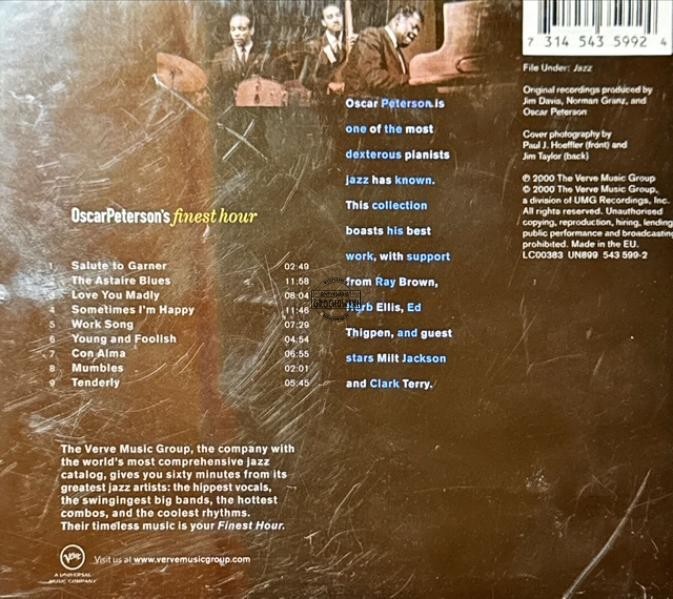 7 314 543 5992 4
File Under: Jazz
Original recordings produced by
Jim Davis, Norman Granz, and
Oscar Peterson
Cover photography by
Paul J. Hoeffler (front) and
Jim Taylor (back)
℗ 2000 The Verve Music Group
© 2000 The Verve Music Group,
a division of UMG Recordings, Inc.
All rights reserved. Unauthorised
copying, reproduction, hiring, lending
public performance and broadcasting
prohibited. Made in the EU.
LC00383 UN899 543 599-2
Oscar Peterson is
one of the most
dexterous pianists
jazz has known.
This collection
boasts his best
work, with support
from Ray Brown,
Herb Ellis, Ed
Thigpen, and guest
stars Milt Jackson
and Clark Terry.
OscarPeterson's finest hour
1 Salute to Garner 02:49
The Astaire Blues 11:58
Love You Madly 08:04
4 Sometimes I'm Happy 11:46
5 Work Song 07:29
6 Young and Foolish 04:54
7 Con Alma 06:55
8 Mumbles 02:01
9 Tenderly 05:45
The Verve Music Group, the company with
the world's most comprehensive jazz
catalog, gives you sixty minutes from its
greatest jazz artists: the hippest vocals,
the swingingest big bands, the hottest
combos, and the coolest rhythms.
Their timeless music is your Finest Hour.
Verve
Visit us at www.vervemusicgroup.com
A UNIVERSAL
MUSIC COMPANY